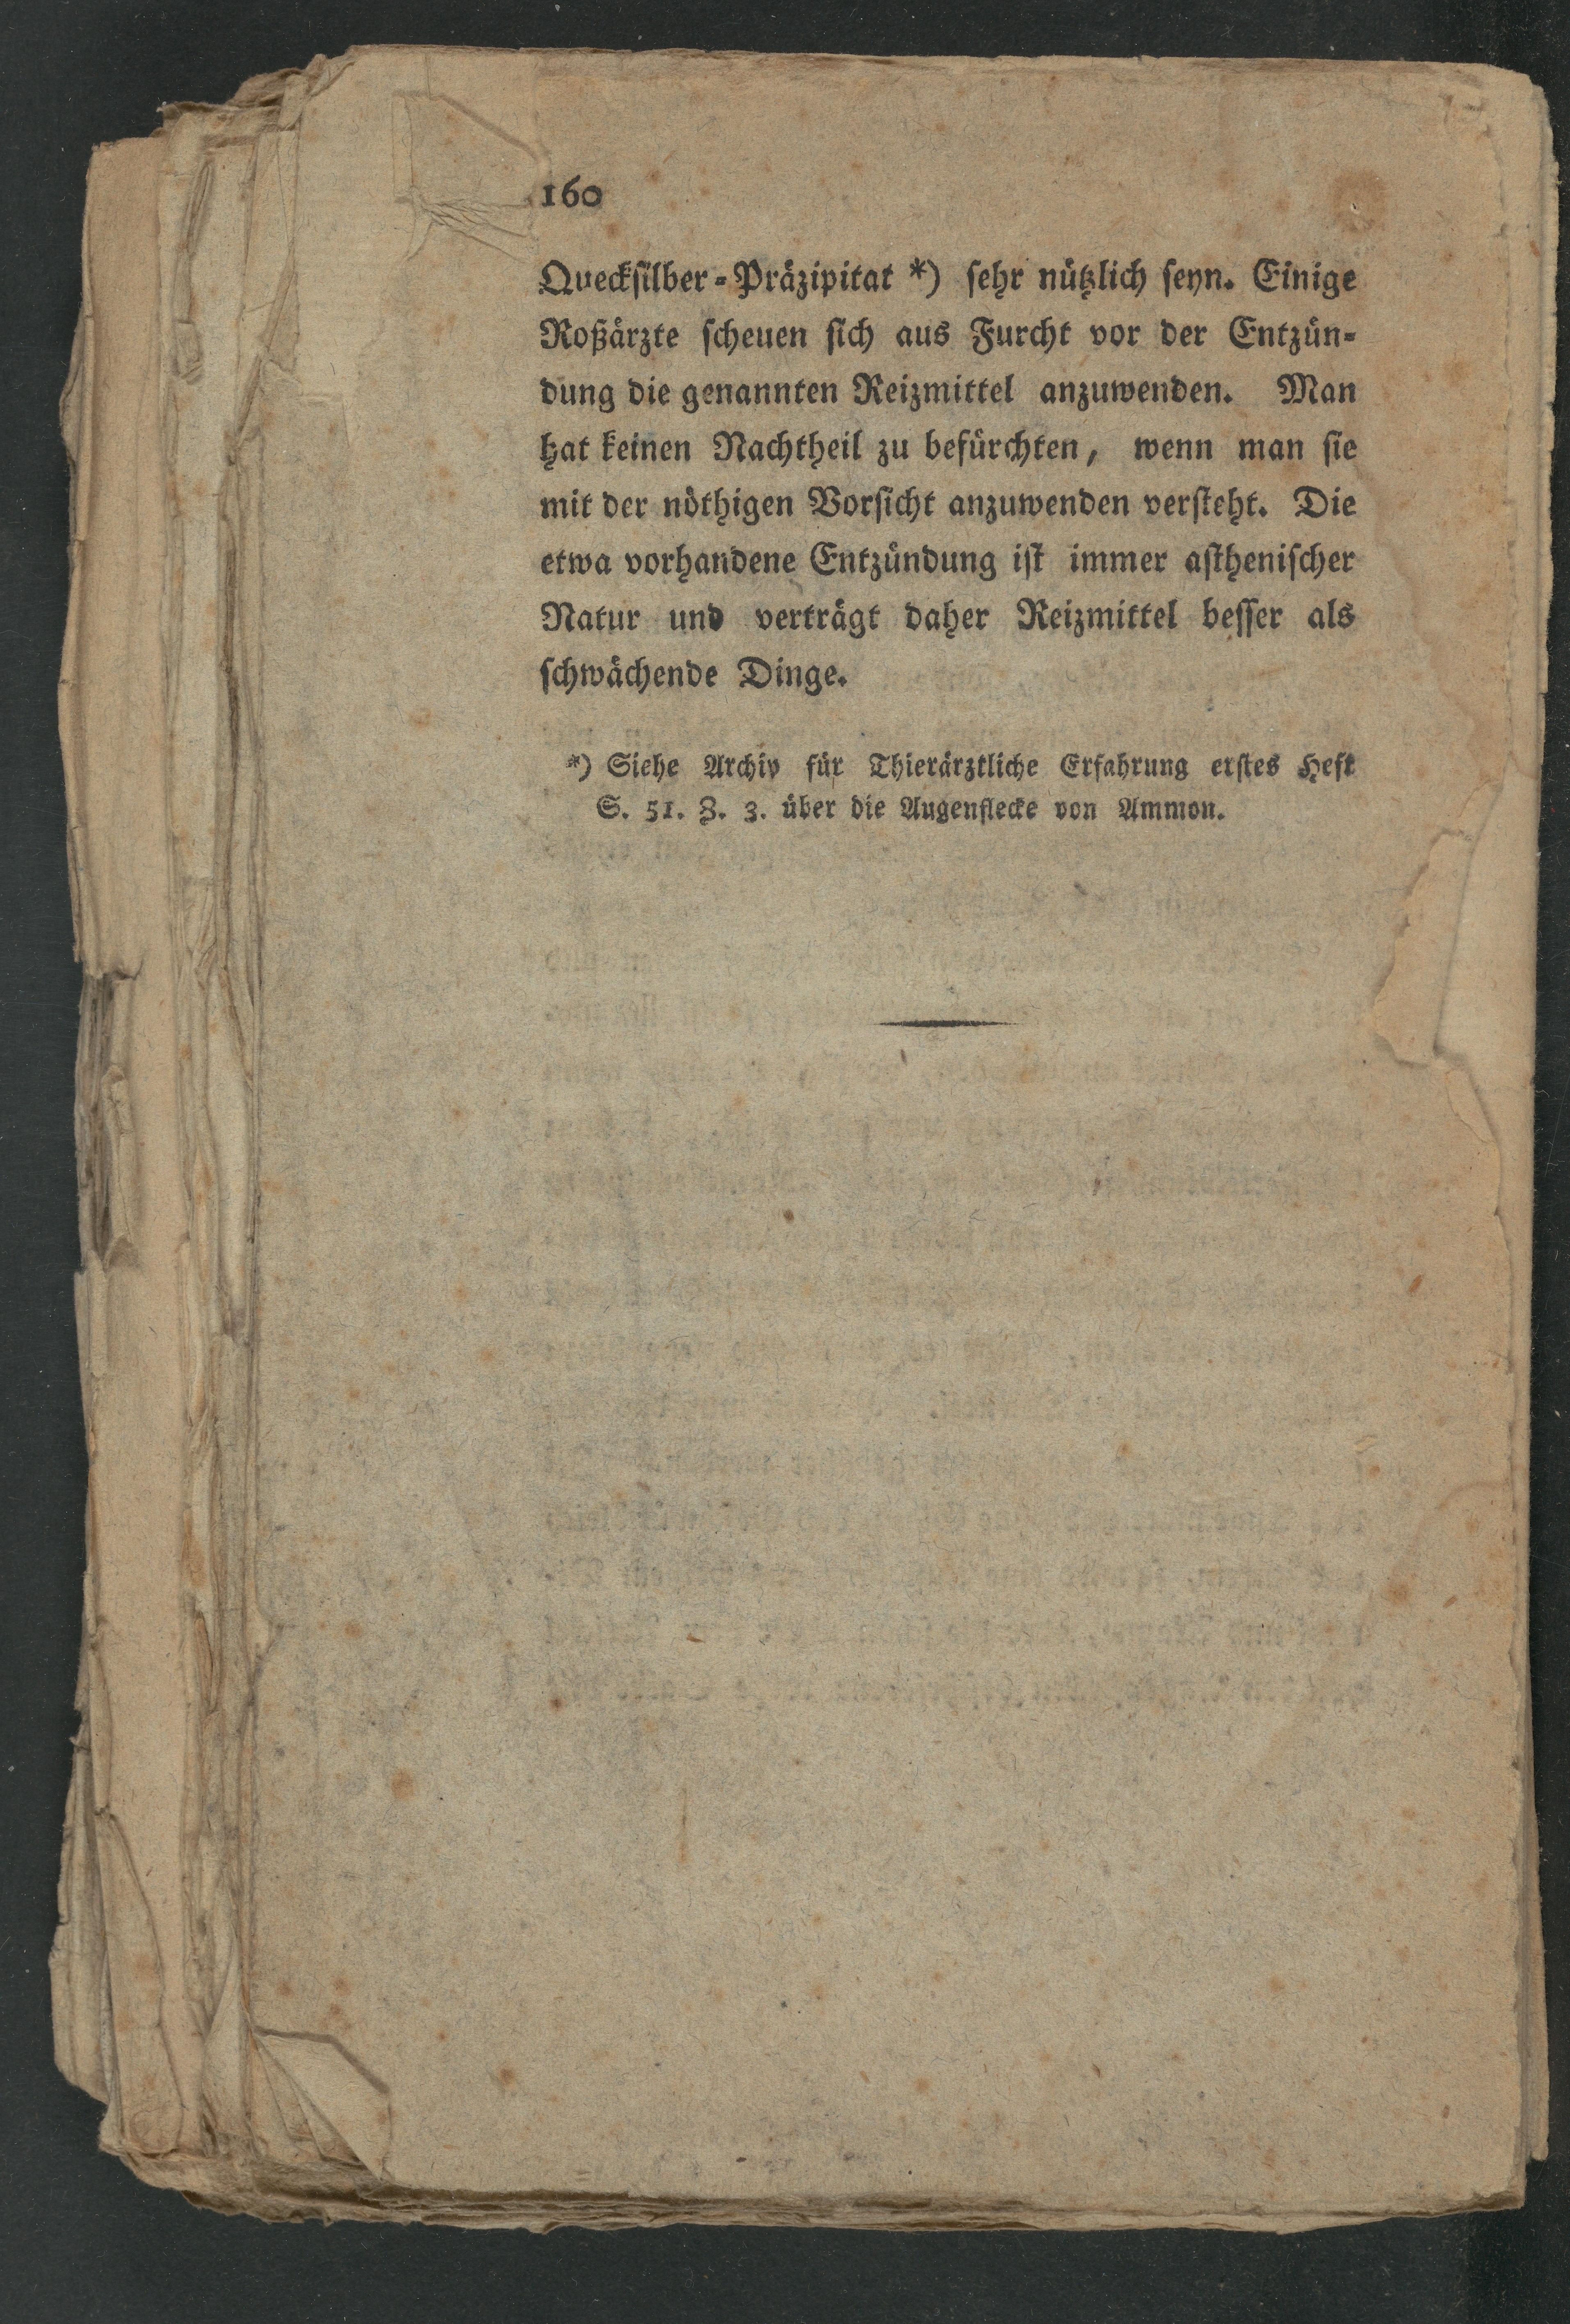 160
Queckſilber-Präzipitat *) ſehr nützlich ſeyn. Einige
Roßärzte ſcheuen ſich aus Furcht vor der Entzün-
dung die genannten Reizmittel anzuwenden. Man
hat keinen Nachtheil zu befürchten, wenn man ſie
mit der nöthigen Vorſicht anzuwenden verſteht. Die
etwa vorhandene Entzündung iſt immer aſtheniſcher
Natur und verträgt daher Reizmittel beſſer als
ſchwächende Dinge.
*) Siehe Archiv für Thierärztliche Erfahrung erſtes Heft
S. 51. Z. 3. über die Augenflecke von Ammon.